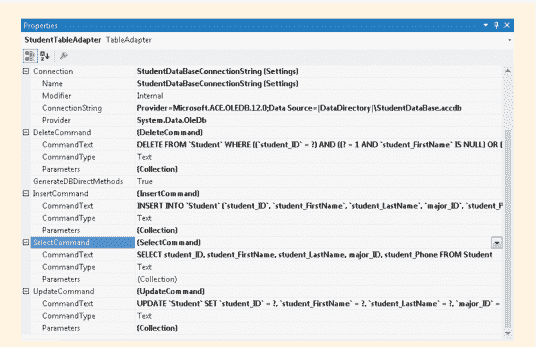 Properties
StudentTableAdapter TableAdapter
Connection StudentDataBaseConnectionString (Settings)
Name StudentDataBaseConnectionString (Settings)
Modifier Internal
ConnectionString Provider=Microsoft.ACE.OLEDB.12.0;Data Source=|DataDirectory|\StudentDataBase.accdb
Provider System.Data.OleDb
DeleteCommand (DeleteCommand)
CommandText DELETE FROM `Student` WHERE ((`student_ID` = ?) AND ((? = 1 AND `student_FirstName` IS NULL) OR (
CommandType Text
Parameters (Collection)
GenerateDBDirectMethods True
InsertCommand (InsertCommand)
CommandText INSERT INTO `Student` (`student_ID`, `student_FirstName`, `student_LastName`, `major_ID`, `student_P
CommandType Text
Parameters (Collection)
SelectCommand (SelectCommand)
CommandText SELECT student_ID, student_FirstName, student_LastName, major_ID, student_Phone FROM Student
CommandType Text
Parameters (Collection)
UpdateCommand (UpdateCommand)
CommandText UPDATE `Student` SET `student_ID` = ?, `student_FirstName` = ?, `student_LastName` = ?, `major_ID` =
CommandType Text
Parameters (Collection)